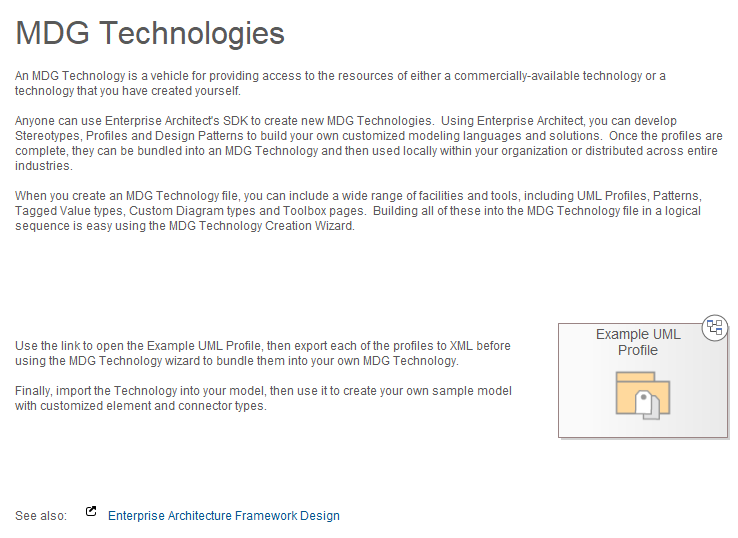 MDG Technologies
An MDG Technology is a vehicle for providing access to the resources of either a commercially-available technology or a
technology that you have created yourself.
Anyone can use Enterprise Architect's SDK to create new MDG Technologies.  Using Enterprise Architect, you can develop
Stereotypes, Profiles and Design Patterns to build your own customized modeling languages and solutions.  Once the profiles are
complete, they can be bundled into an MDG Technology and then used locally within your organization or distributed across entire
industries.
When you create an MDG Technology file, you can include a wide range of facilities and tools, including UML Profiles, Patterns,
Tagged Value types, Custom Diagram types and Toolbox pages.  Building all of these into the MDG Technology file in a logical
sequence is easy using the MDG Technology Creation Wizard.
Use the link to open the Example UML Profile, then export each of the profiles to XML before
using the MDG Technology wizard to bundle them into your own MDG Technology.
Finally, import the Technology into your model, then use it to create your own sample model
with customized element and connector types.
Example UML
Profile
See also: Enterprise Architecture Framework Design